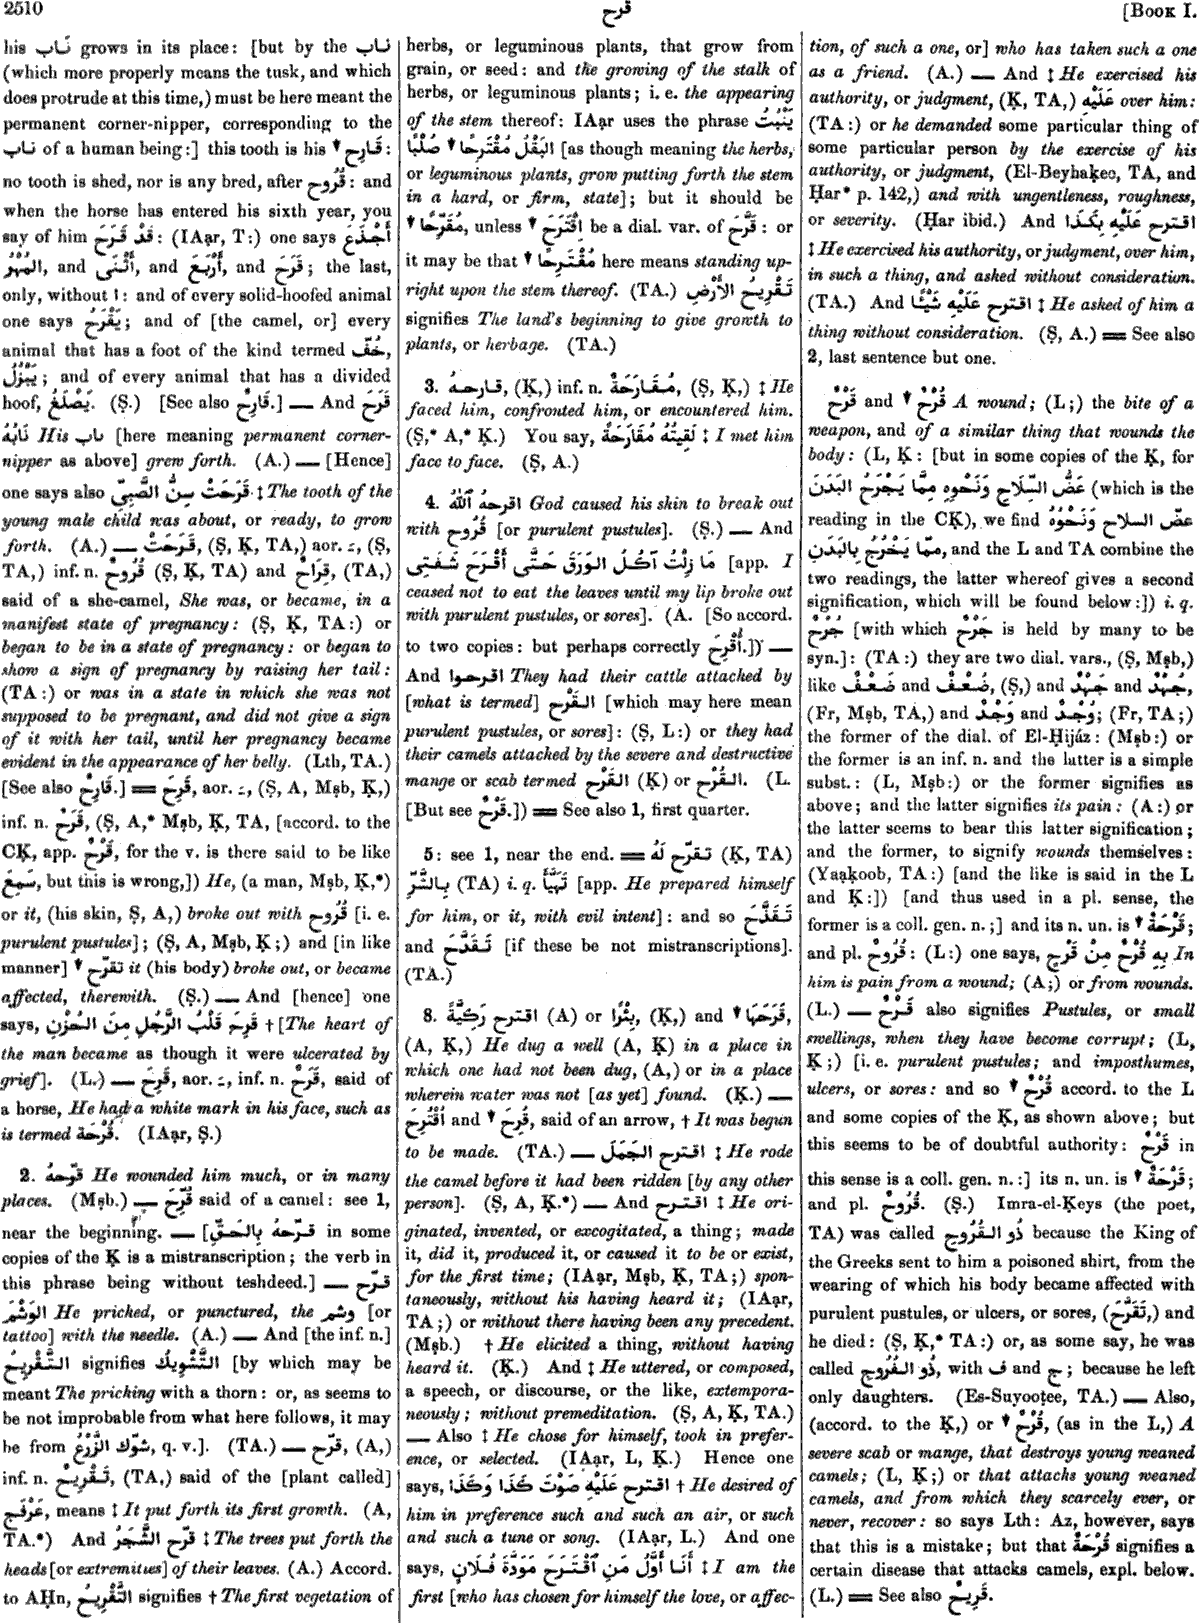 2510
قرح
[BOOK I.
his نَاب grows in its place: [but by the ناب
(which more properly means the tusk, and which
does protrude at this time,) must be here meant the
permanent corner-nipper, corresponding to the
ناب of a human being:] this tooth is his ↑ قَارِح:
no tooth is shed, nor is any bred, after قُرُوح: and
when the horse has entered his sixth year, you
say of him قَدْ قَرَحَ: (IAạr, T:) one says أَجْذَعَ
المُهْرُ, and أَثْنَى, and أَرْبَعَ, and قَرَحَ; the last,
only, without ا: and of every solid-hoofed animal
one says يَقْرَحُ; and of [the camel, or] every
animal that has a foot of the kind termed خُفّ,
يَبْزُلُ; and of every animal that has a divided
hoof, يَصْلَغُ. (Ṣ.) [See also قَارِحٌ.] — And قَرَحَ
نَابُهُ His ناب [here meaning permanent corner-
nipper as above] grew forth. (A.) — [Hence]
one says also قَرَحَتْ سِنُّ الصَّبِىِّ ‡ The tooth of the
young male child was about, or ready, to grow
forth. (A.) — قَرَحَتْ, (Ṣ, Ḳ, TA,) aor. ـَ, (Ṣ,
TA,) inf. n. قُرُوحٌ (Ṣ, Ḳ, TA) and قِرَاحٌ, (TA,)
said of a she-camel, She was, or became, in a
manifest state of pregnancy: (Ṣ, Ḳ, TA:) or
began to be in a state of pregnancy: or began to
show a sign of pregnancy by raising her tail:
(TA:) or was in a state in which she was not
supposed to be pregnant, and did not give a sign
of it with her tail, until her pregnancy became
evident in the appearance of her belly. (Lth, TA.)
[See also قَارِحٌ.] = قَرِحَ, aor. ـَ, (Ṣ, A, Mṣb, Ḳ,)
inf. n. قَرَحٌ, (Ṣ, A,* Mṣb, Ḳ, TA, [accord. to the
CḲ, app. قَرْحٌ, for the v. is there said to be like
سَمِعَ, but this is wrong,]) He, (a man, Mṣb, Ḳ,*)
or it, (his skin, Ṣ, A,) broke out with قُرُوح [i. e.
purulent pustules]; (Ṣ, A, Mṣb, Ḳ;) and [in like
manner] ↑ تقرّح it (his body) broke out, or became
affected, therewith. (Ṣ.) — And [hence] one
says, قَرِحَ قَلْبُ الرَّجُلِ مِنَ الحُزْنِ † [The heart of
the man became as though it were ulcerated by
grief]. (L.) — قَرِحَ, aor. ـَ, inf. n. قَرَحٌ, said of
a horse, He had a white mark in his face, such as
is termed قُرْحَة. (IAạr, Ṣ.)
2. قرّحهُ He wounded him much, or in many
places. (Mṣb.) — قَرَّحَ said of a camel: see 1,
near the beginning. — [قرّحهُ بِالحَقِّ in some
copies of the Ḳ is a mistranscription; the verb in
this phrase being without teshdeed.] — قرّح
الوَشْمَ He pricked, or punctured, the وشم [or
tattoo] with the needle. (A.) — And [the inf. n.]
التَّقْرِيحُ signifies التَّشْوِيكُ [by which may be
meant The pricking with a thorn: or, as seems to
be not improbable from what here follows, it may
be from شوّك الزَّرْعُ, q. v.]. (TA.) — قرّح, (A,)
inf. n. تَقْرِيحٌ, (TA,) said of the [plant called]
عَرْفَج, means ‡ It put forth its first growth. (A,
TA.*) And قرّح الشَّجَرُ ‡ The trees put forth the
heads [or extremities] of their leaves. (A.) Accord.
to AḤn, التَّقْرِيحُ signifies † The first vegetation of
herbs, or leguminous plants, that grow from
grain, or seed: and the growing of the stalk of
herbs, or leguminous plants; i. e. the appearing
of the stem thereof: IAạr uses the phrase يَنْبُتُ
البَقْلُ مُقْتَرِحًا ↑ صُلْبًا [as though meaning the herbs,
or leguminous plants, grow putting forth the stem
in a hard, or firm, state]; but it should be
↑ مُقَرِّحًا, unless ↑ اِقْتَرَحَ be a dial. var. of قَرَّحَ: or
it may be that ↑ مُقْتَرِحًا here means standing up-
right upon the stem thereof. (TA.) تَقْرِيحُ الأَرْضِ
signifies The land's beginning to give growth to
plants, or herbage. (TA.)
3. قارحهُ, (Ḳ,) inf. n. مُقَارَحَةٌ, (Ṣ, Ḳ,) ‡ He
faced him, confronted him, or encountered him.
(Ṣ,* A,* Ḳ.) You say, لَقِيتُهُ مُقَارَحَةً ‡ I met him
face to face. (Ṣ, A.)
4. اقرحهُ ٱللّٰهُ God caused his skin to break out
with قُرُوح [or purulent pustules]. (Ṣ.) — And
مَا زِلْتُ آكُلُ الوَرَقَ حَتَّى أَقْرَحَ شَفَتِى [app. I
ceased not to eat the leaves until my lip broke out
with purulent pustules, or sores]. (A. [So accord.
to two copies: but perhaps correctly أُقْرِحَ.]) —
And اقرحوا They had their cattle attacked by
[what is termed] القَرْح [which may here mean
purulent pustules, or sores]: (Ṣ, L:) or they had
their camels attacked by the severe and destructive
mange or scab termed القَرْح (Ḳ) or القُرْح. (L.
[But see قَرْحٌ.]) = See also 1, first quarter.
5: see 1, near the end. = تقرّح لَهُ (Ḳ, TA)
بِالشَّرِّ (TA) i. q. تَهَيَّأَ [app. He prepared himself
for him, or it, with evil intent]: and so تَقَذَّحَ
and تَقَدَّحَ [if these be not mistranscriptions].
(TA.)
8. اقترح رَكِيَّةً (A) or بِئْرًا, (Ḳ,) and ↑ قَرَحَهَا,
(A, Ḳ,) He dug a well (A, Ḳ) in a place in
which one had not been dug, (A,) or in a place
wherein water was not [as yet] found. (Ḳ.) —
اُقْتُرِحَ and ↑ قُرِحَ, said of an arrow, † It was begun
to be made. (TA.) — اقترح الجَمَلَ ‡ He rode
the camel before it had been ridden [by any other
person]. (Ṣ, A, Ḳ.*) — And اقترح ‡ He ori-
ginated, invented, or excogitated, a thing; made
it, did it, produced it, or caused it to be or exist,
for the first time; (IAạr, Mṣb, Ḳ, TA;) spon-
taneously, without his having heard it; (IAạr,
TA;) or without there having been any precedent.
(Mṣb.) † He elicited a thing, without having
heard it. (Ḳ.) And ‡ He uttered, or composed,
a speech, or discourse, or the like, extempora-
neously; without premeditation. (Ṣ, A, Ḳ, TA.)
— Also ‡ He chose for himself, took in prefer-
ence, or selected. (IAạr, L, Ḳ.) Hence one
says, اقترح عَلَيْهِ صَوْتَ كَذَا وَكَذَا † He desired of
him in preference such and such an air, or such
and such a tune or song. (IAạr, L.) And one
says, أَنَا أَوَّلُ مَنِ ٱقْتَرَحَ مَوَدَّةَ فُلَانٍ ‡ I am the
first [who has chosen for himself the love, or affec-
tion, of such a one, or] who has taken such a one
as a friend. (A.) — And ‡ He exercised his
authority, or judgment, (Ḳ, TA,) عَلَيْهِ over him:
(TA:) or he demanded some particular thing of
some particular person by the exercise of his
authority, or judgment, (El-Beyhaḳee, TA, and
Ḥar* p. 142,) and with ungentleness, roughness,
or severity. (Ḥar ibid.) And اقترح عَلَيْهِ بِكَذَا
‡ He exercised his authority, or judgment, over him,
in such a thing, and asked without consideration.
(TA.) And اقترح عَلَيْهِ شَيْئًا ‡ He asked of him a
thing without consideration. (Ṣ, A.) = See also
2, last sentence but one.
قَرْحٌ and ↑ قُرْحٌ A wound; (L;) the bite of a
weapon, and of a similar thing that wounds the
body: (L, Ḳ: [but in some copies of the Ḳ, for
عَضُّ السِّلَاحِ وَنَحْوِهِ مِمَّا يَجْرَحُ البَدَنَ (which is the
reading in the CḲ), we find عضّ السلاح وَنَحْوُهُ
ممّا يَخْرُجُ بِالبَدَنِ, and the L and TA combine the
two readings, the latter whereof gives a second
signification, which will be found below:]) i. q.
جُرْحٌ [with which جَرْحٌ is held by many to be
syn.]: (TA:) they are two dial. vars., (Ṣ, Mṣb,)
like ضَعْفٌ and ضُعْفٌ, (Ṣ,) and جَهْدٌ and جُهْدٌ,
(Fr, Mṣb, TA,) and وَجْدٌ and وُجْدٌ; (Fr, TA;)
the former of the dial. of El-Ḥijáz: (Mṣb:) or
the former is an inf. n. and the latter is a simple
subst.: (L, Mṣb:) or the former signifies as
above; and the latter signifies its pain: (A:) or
the latter seems to bear this latter signification;
and the former, to signify wounds themselves:
(Yaạḳoob, TA:) [and the like is said in the L
and Ḳ:]) [and thus used in a pl. sense, the
former is a coll. gen. n.;] and its n. un. is ↑ قَرْحَةٌ;
and pl. قُرُوحٌ: (L:) one says, بِهِ قُرْحٌ مِنْ قَرْحٍ In
him is pain from a wound; (A;) or from wounds.
(L.) — قَرْحٌ also signifies Pustules, or small
swellings, when they have become corrupt; (L,
Ḳ;) [i. e. purulent pustules; and imposthumes,
ulcers, or sores: and so ↑ قُرْحٌ accord. to the L
and some copies of the Ḳ, as shown above; but
this seems to be of doubtful authority: قَرْحٌ in
this sense is a coll. gen. n.:] its n. un. is ↑ قَرْحَةٌ;
and pl. قُرُوحٌ. (Ṣ.) Imra-el-Ḳeys (the poet,
TA) was called ذُو القُرُوحِ because the King of
the Greeks sent to him a poisoned shirt, from the
wearing of which his body became affected with
purulent pustules, or ulcers, or sores, (تَقَرَّحَ,) and
he died: (Ṣ, Ḳ,* TA:) or, as some say, he was
called ذُو الفُرُوجِ, with ف and ج; because he left
only daughters. (Es-Suyooṭee, TA.) — Also,
(accord. to the Ḳ,) or ↑ قُرْحٌ, (as in the L,) A
severe scab or mange, that destroys young weaned
camels; (L, Ḳ;) or that attacks young weaned
camels, and from which they scarcely ever, or
never, recover: so says Lth: Az, however, says
that this is a mistake; but that قُرْحَةٌ signifies a
certain disease that attacks camels, expl. below.
(L.) = See also قَرِيحٌ.